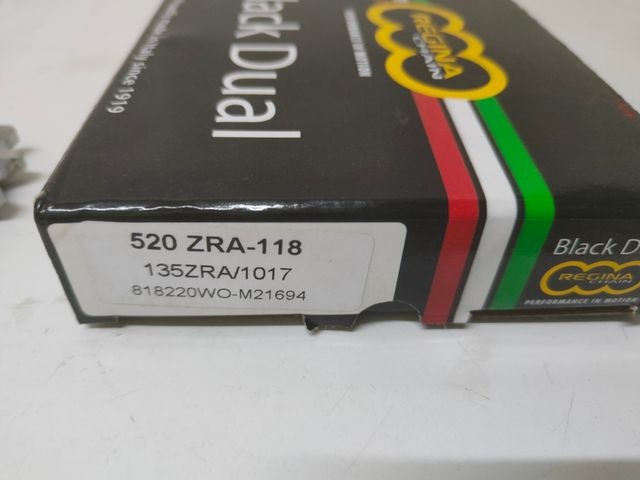 since 1919
Black Dual
REGINA
CHAIN
520 ZRA-118
135ZRA/1017
818220WO-M21694
Black D
REGINA
CHAIN
PERFORMANCE IN MOTION